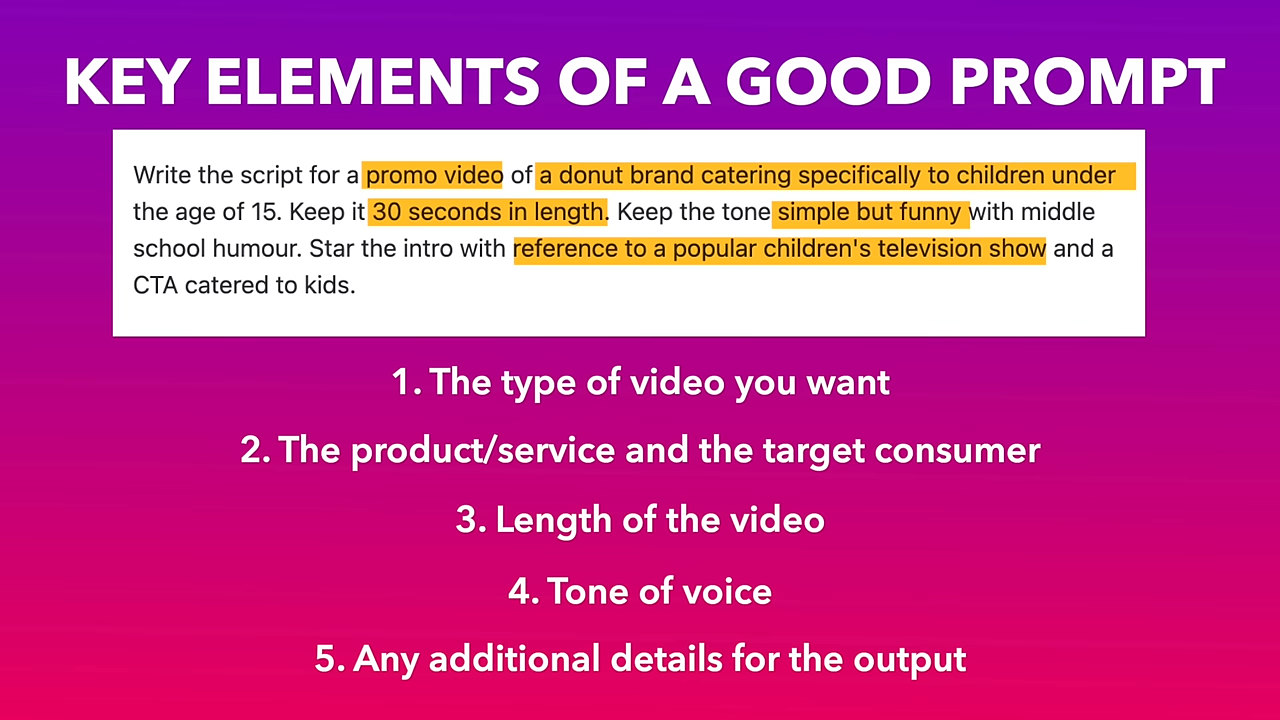 KEY ELEMENTS OF A GOOD PROMPT
Write the script for a promo video of a donut brand catering specifically to children under
the age of 15. Keep it 30 seconds in length. Keep the tone simple but funny with middle
school humour. Star the intro with reference to a popular children's television show and a
CTA catered to kids.
1. The type of video you want
2. The product/service and the target consumer
3. Length of the video
4. Tone of voice
5. Any additional details for the output